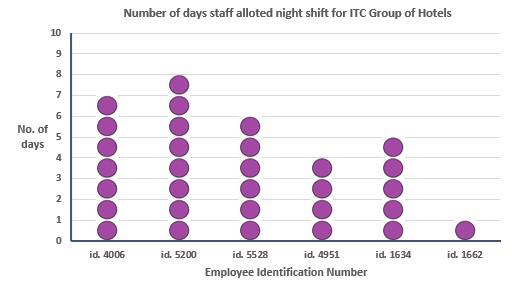 Number of days staff alloted night shift for ITC Group of Hotels
10
9
8
7
6
5
4
3
2
1
0
No. of
days
id. 4006 id. 5200 id. 5528 id. 4951 id. 1634 id. 1662
Employee Identification Number